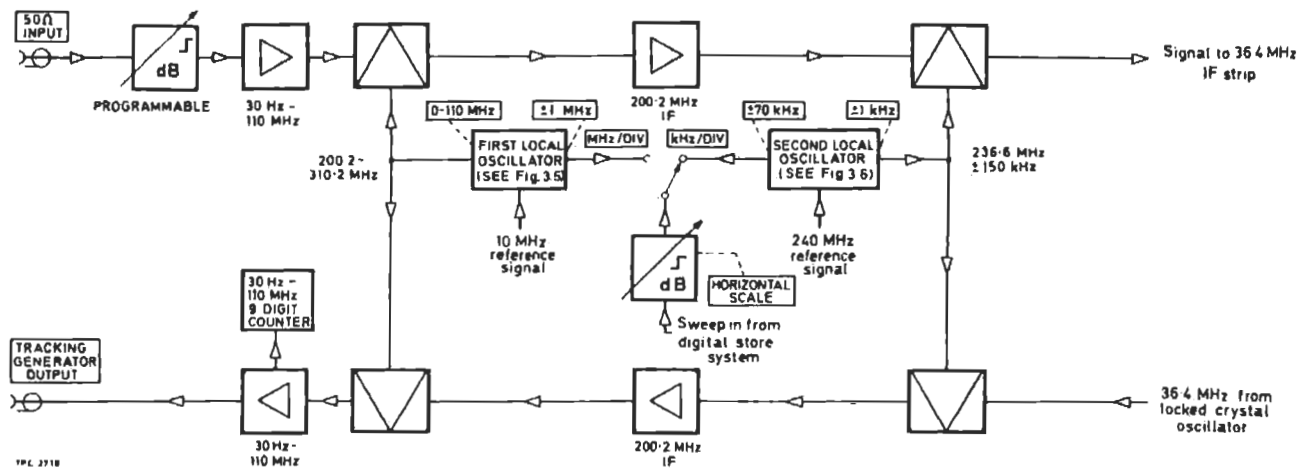 50Ω
INPUT
dB
PROGRAMMABLE
30 Hz -
110 MHz
200·2 MHz
IF
Signal to 36·4 MHz
IF strip
0-110 MHz
±1 MHz
MHz/DIV
kHz/DIV
±70 kHz
±1 kHz
200·2 -
310·2 MHz
FIRST LOCAL
OSCILLATOR
(SEE Fig. 3.5)
SECOND LOCAL
OSCILLATOR
(SEE Fig 3 6)
236·6 MHz
±150 kHz
10 MHz
reference
signal
240 MHz
reference
signal
dB
HORIZONTAL
SCALE
Sweep in from
digital store
system
30 Hz -
110 MHz
9 DIGIT
COUNTER
TRACKING
GENERATOR
OUTPUT
30 Hz -
110 MHz
200·2 MHz
IF
36·4 MHz from
locked crystal
oscillator